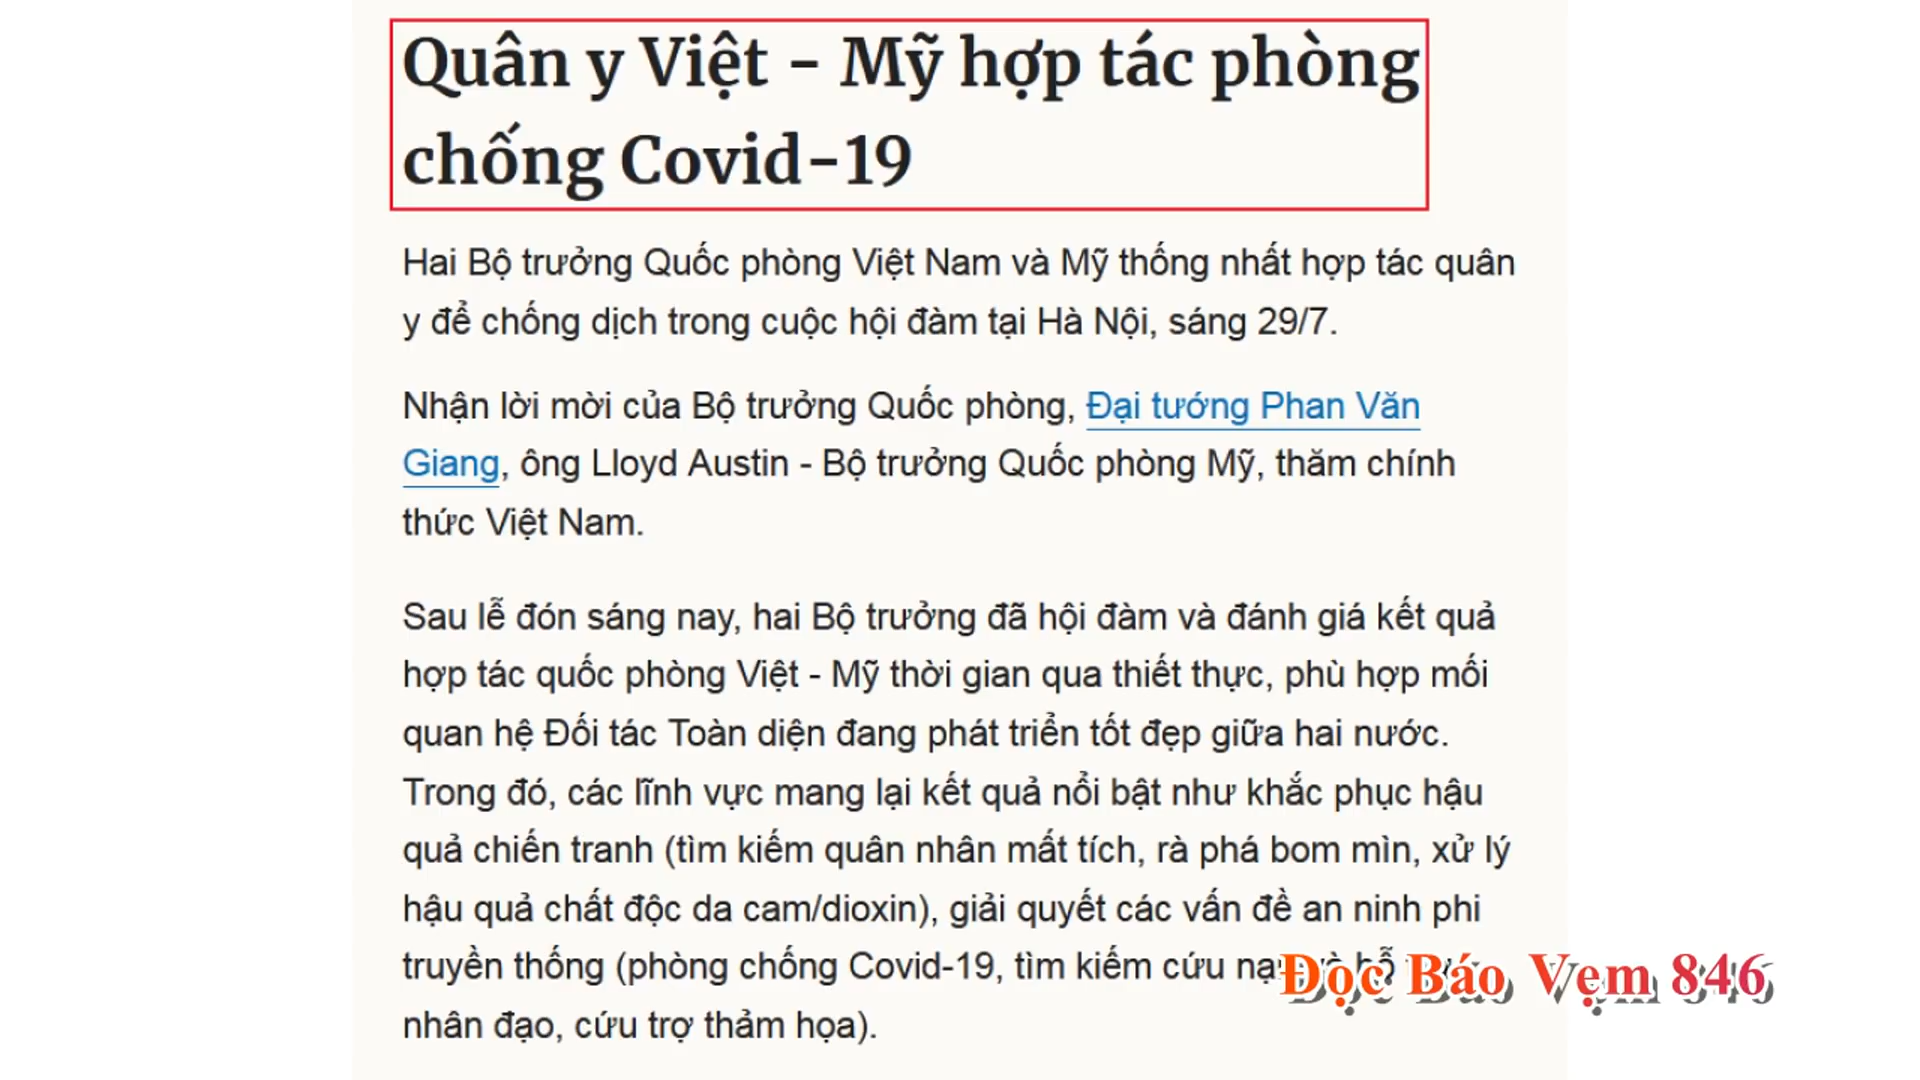 Quân y Việt - Mỹ hợp tác phòng
chống Covid-19
Hai Bộ trưởng Quốc phòng Việt Nam và Mỹ thống nhất hợp tác quân
y để chống dịch trong cuộc hội đàm tại Hà Nội, sáng 29/7.
Nhận lời mời của Bộ trưởng Quốc phòng, Đại tướng Phan Văn
Giang, ông Lloyd Austin - Bộ trưởng Quốc phòng Mỹ, thăm chính
thức Việt Nam.
Sau lễ đón sáng nay, hai Bộ trưởng đã hội đàm và đánh giá kết quả
hợp tác quốc phòng Việt - Mỹ thời gian qua thiết thực, phù hợp mối
quan hệ Đối tác Toàn diện đang phát triển tốt đẹp giữa hai nước.
Trong đó, các lĩnh vực mang lại kết quả nổi bật như khắc phục hậu
quả chiến tranh (tìm kiếm quân nhân mất tích, rà phá bom mìn, xử lý
hậu quả chất độc da cam/dioxin), giải quyết các vấn đề an ninh phi
truyền thống (phòng chống Covid-19, tìm kiếm cứu
Đọc Báo Vẹm 846
nhân đạo, cứu trợ thảm họa).